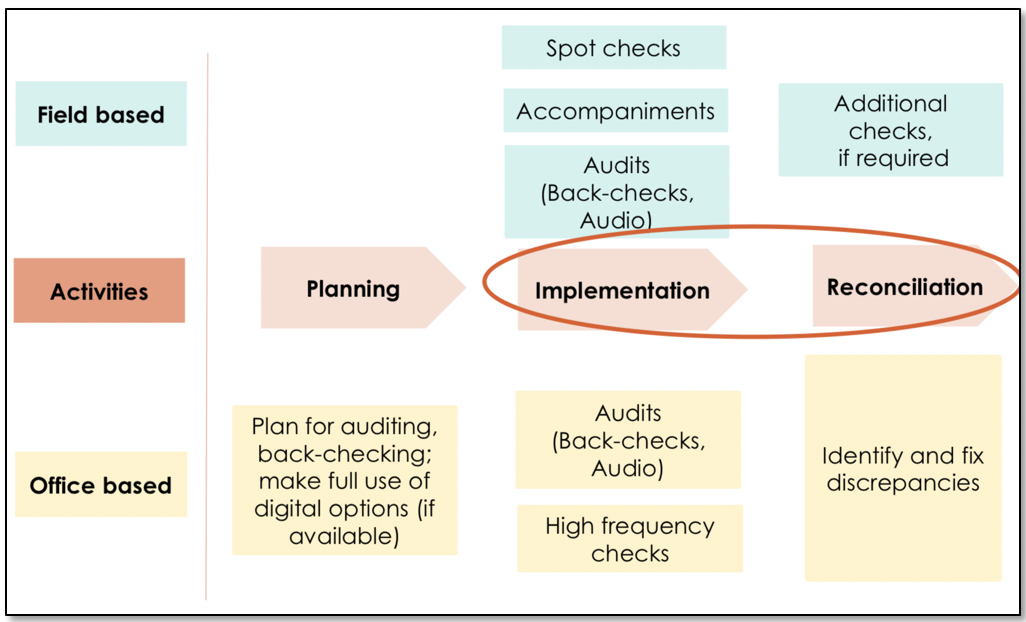 Spot checks
Field based
Accompaniments
Additional
checks,
if required
Audits
(Back-checks,
Audio)
Activities
Planning
Implementation
Reconciliation
Office based
Plan for auditing,
back-checking;
make full use of
digital options (if
available)
Audits
(Back-checks,
Audio)
High frequency
checks
Identify and fix
discrepancies